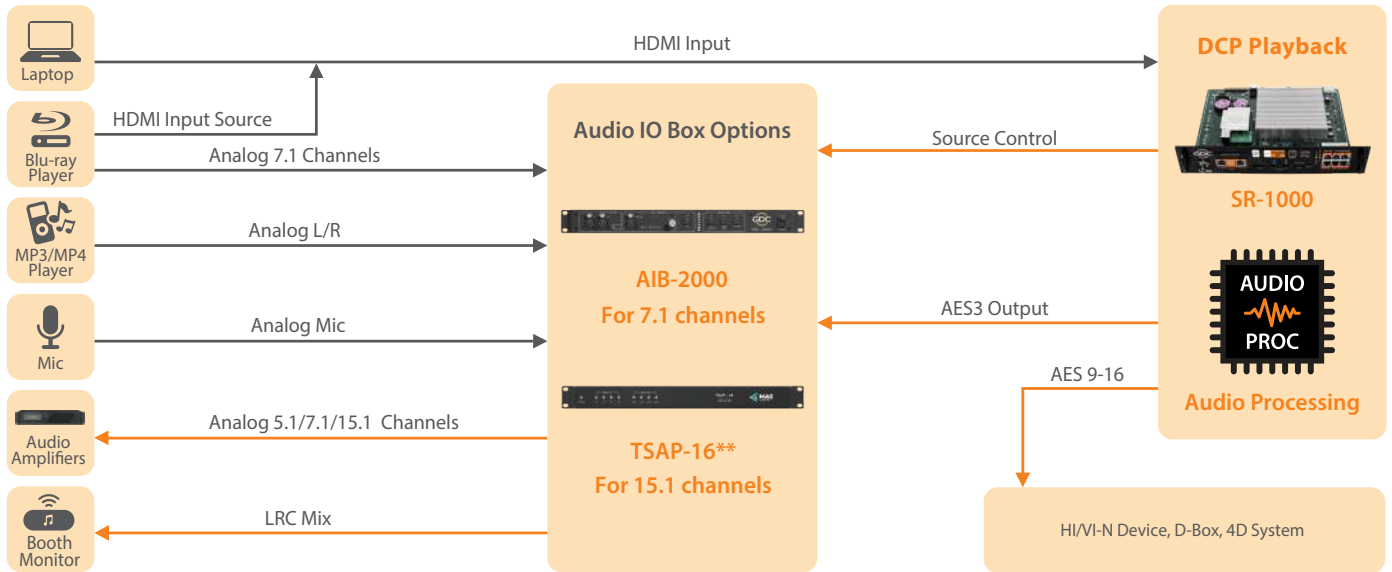 Laptop
HDMI Input
DCP Playback
HDMI Input Source
Blu-ray
Player
Analog 7.1 Channels
Audio IO Box Options
Source Control
GDC
SR-1000
MP3/MP4
Player
Analog L/R
GDC
AIB-2000
For 7.1 channels
AUDIO
PROC
AES3 Output
Mic
Analog Mic
AES 9-16
Audio Processing
Audio
Amplifiers
Analog 5.1/7.1/15.1 Channels
MAG
TSAP-16**
For 15.1 channels
Booth
Monitor
LRC Mix
HI/VI-N Device, D-Box, 4D System